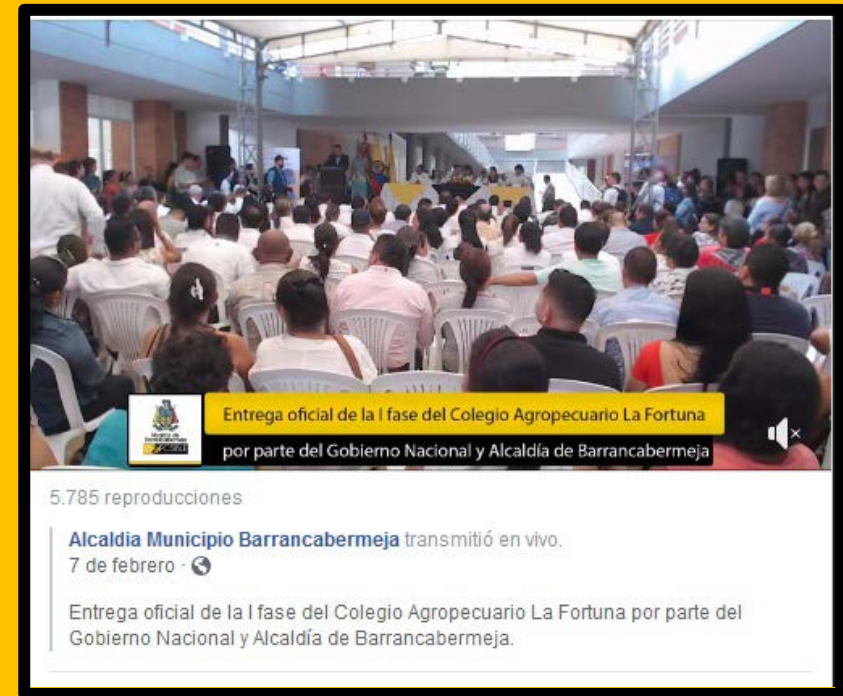 Entrega oficial de la I fase del Colegio Agropecuario La Fortuna
por parte del Gobierno Nacional y Alcaldía de Barrancabermeja
5.785 reproducciones
Alcaldia Municipio Barrancabermeja transmitió en vivo.
7 de febrero ·
Entrega oficial de la I fase del Colegio Agropecuario La Fortuna por parte del
Gobierno Nacional y Alcaldía de Barrancabermeja.